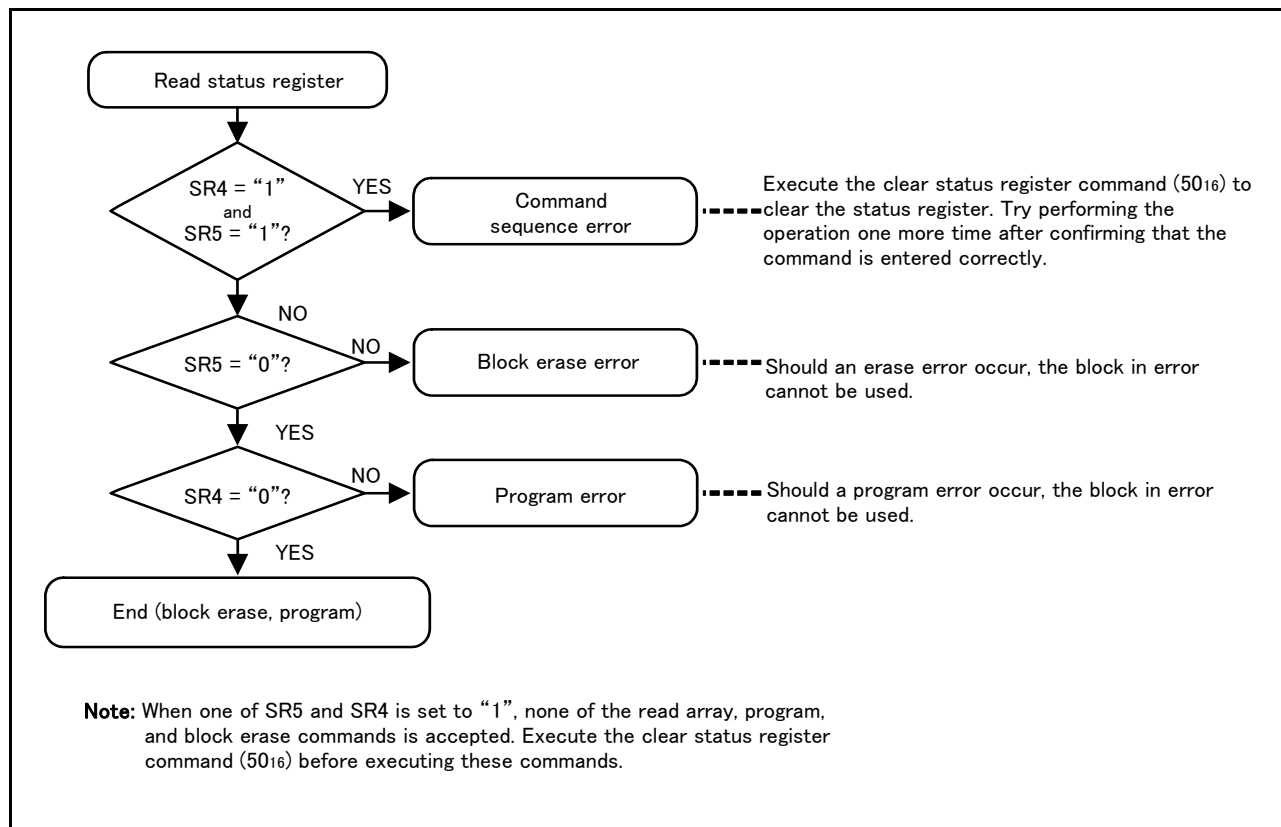 Read status register
SR4 = “1”
and
SR5 = “1”?
YES
Command
sequence error
Execute the clear status register command (5016) to
clear the status register. Try performing the
operation one more time after confirming that the
command is entered correctly.
NO
SR5 = “0”?
NO
Block erase error
Should an erase error occur, the block in error
cannot be used.
YES
SR4 = “0”?
NO
Program error
Should a program error occur, the block in error
cannot be used.
YES
End (block erase, program)
Note: When one of SR5 and SR4 is set to “1”, none of the read array, program,
and block erase commands is accepted. Execute the clear status register
command (5016) before executing these commands.